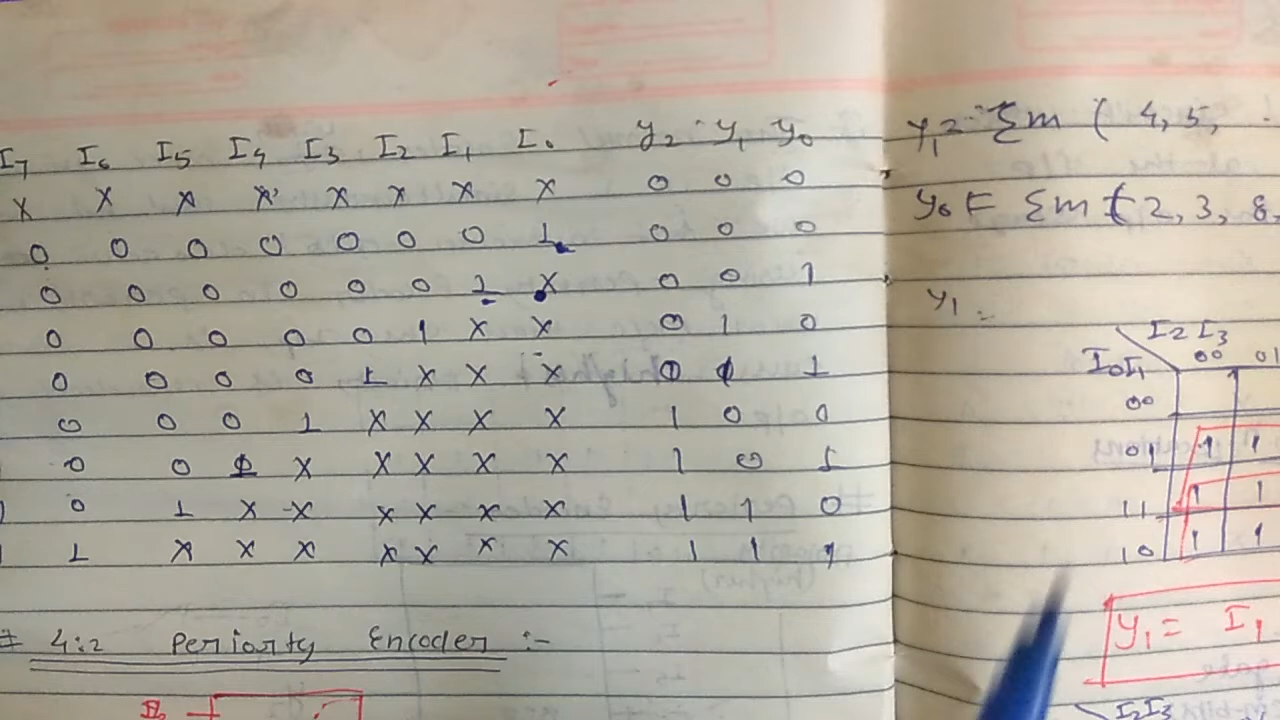 I7 I6 I5 I4 I3 I2 I1 I0 y2 y1 y0
x x x x x x x x 0 0 0
0 0 0 0 0 0 0 1 0 0 0
0 0 0 0 0 0 1 x 0 0 1
0 0 0 0 0 1 x x 0 1 0
0 0 0 0 1 x x x 0 1 1
0 0 0 1 x x x x 1 0 0
0 0 1 x x x x x 1 0 1
0 1 x x x x x x 1 1 0
1 x x x x x x x 1 1 1
# 4:2 Periorty Encoder :-
y1 = Σm ( 4, 5,
y0 = Σm ( 2, 3, 8,
y1 =
I2 I3
I0I1 00 01
00
01 1 1
11 1 1
10 1 1
y1 = I1
I2I3